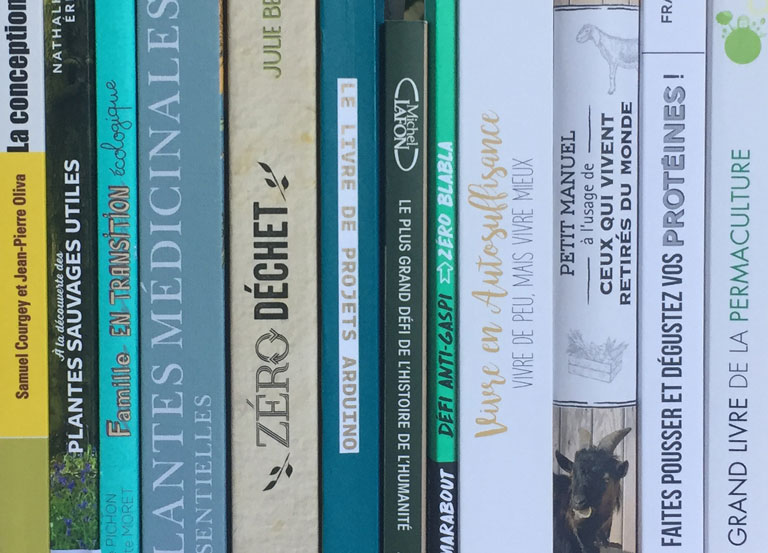 La conception
Samuel Courgey et Jean-Pierre Oliva
À la découverte des
PLANTES SAUVAGES UTILES
Famille EN TRANSITION écologique
PICHON
MORET
PLANTES MÉDICINALES
JULIE
ZÉRO DÉCHET
LE LIVRE DE PROJETS ARDUINO
Michel LAFON
LE PLUS GRAND DÉFI DE L'HISTOIRE DE L'HUMANITÉ
MARABOUT DÉFI ANTI-GASPI ⇨ ZÉRO BLABLA
Vivre en Autosuffisance
VIVRE DE PEU, MAIS VIVRE MIEUX
PETIT MANUEL
à l'usage de
CEUX QUI VIVENT
RETIRÉS DU MONDE
FAITES POUSSER ET DÉGUSTEZ VOS PROTÉINES !
GRAND LIVRE DE LA PERMACULTURE